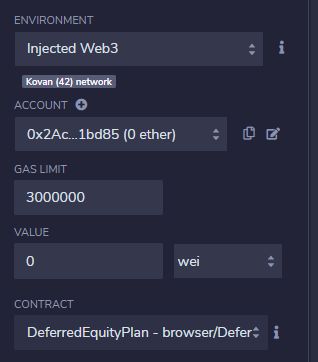 ENVIRONMENT
Injected Web3
Kovan (42) network
ACCOUNT
0x2Ac...1bd85 (0 ether)
GAS LIMIT
3000000
VALUE
0 wei
CONTRACT
DeferredEquityPlan - browser/Defer